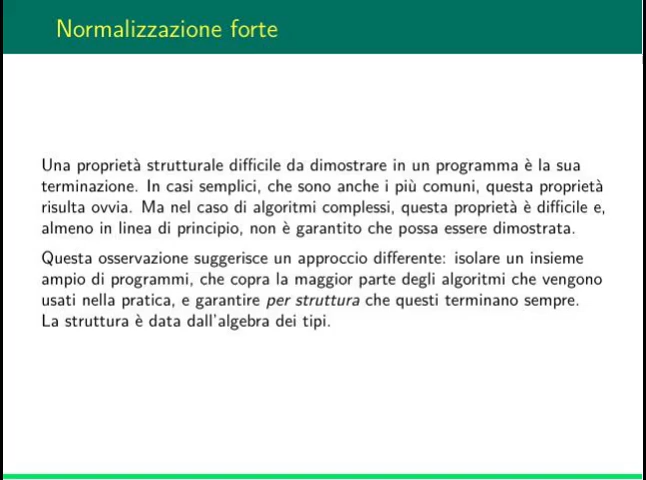 Normalizzazione forte
Una proprietà strutturale difficile da dimostrare in un programma è la sua
terminazione. In casi semplici, che sono anche i più comuni, questa proprietà
risulta ovvia. Ma nel caso di algoritmi complessi, questa proprietà è difficile e,
almeno in linea di principio, non è garantito che possa essere dimostrata.
Questa osservazione suggerisce un approccio differente: isolare un insieme
ampio di programmi, che copra la maggior parte degli algoritmi che vengono
usati nella pratica, e garantire per struttura che questi terminano sempre.
La struttura è data dall'algebra dei tipi.